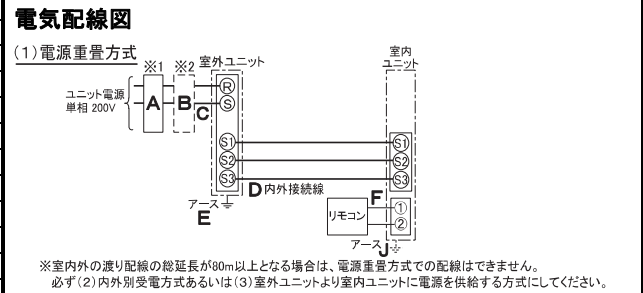 電気配線図
(1)電源重畳方式
※1 ※2 室外ユニット
室内
ユニット
ユニット電源
単相 200V
A
B
C
R
S
S1
S2
S3
S1
S2
S3
D 内外接続線
アース
E
F
リモコン
①
②
アース J
※室内外の渡り配線の総延長が80m以上となる場合は、電源重畳方式での配線はできません。
必ず(2)内外別受電方式あるいは(3)室外ユニットより室内ユニットに電源を供給する方式にしてください。